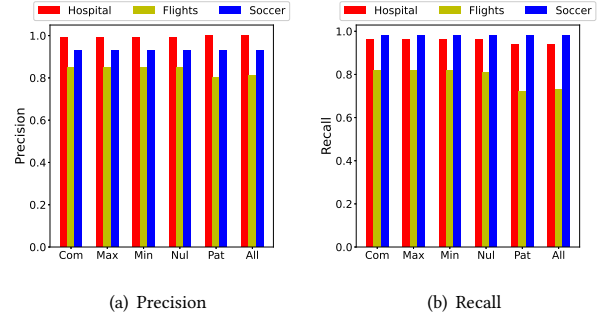 Hospital Flights Soccer
1.0
0.8
0.6
0.4
0.2
0.0
Precision
Com Max Min Nul Pat All
(a) Precision
Hospital Flights Soccer
1.0
0.8
0.6
0.4
0.2
0.0
Recall
Com Max Min Nul Pat All
(b) Recall